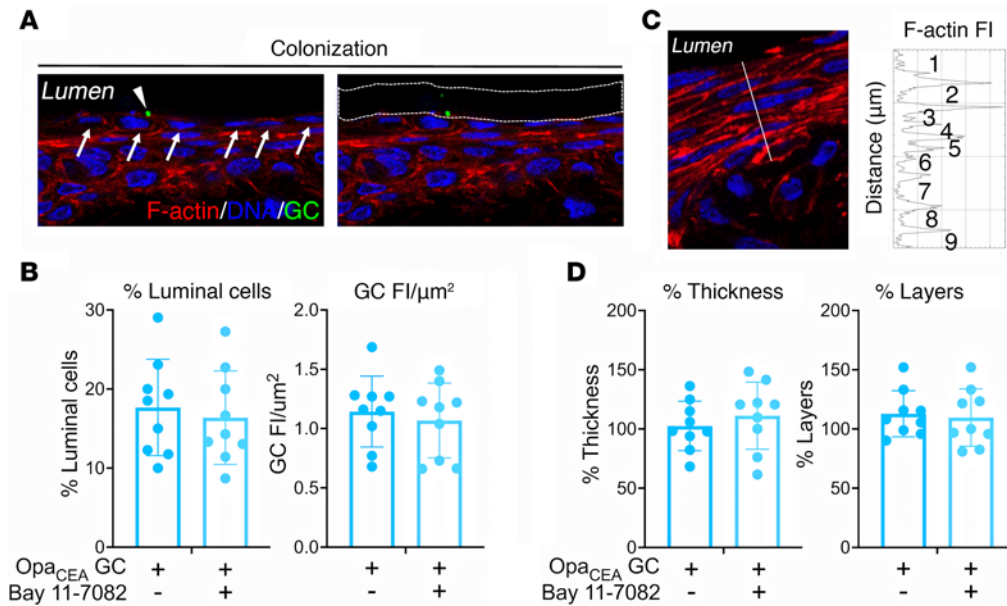 A
Colonization
Lumen
F-actin/DNA/GC
C
Lumen
F-actin FI
Distance (μm)
1
2
3
4
5
6
7
8
9
B
% Luminal cells
% Luminal cells
30
20
10
0
GC FI/μm²
GC FI/um²
2.0
1.5
1.0
0.5
0.0
OpaCEA GC + + + +
Bay 11-7082 - + - +
D
% Thickness
% Thickness
200
150
100
50
0
% Layers
% Layers
200
150
100
50
0
OpaCEA GC + + + +
Bay 11-7082 - + - +